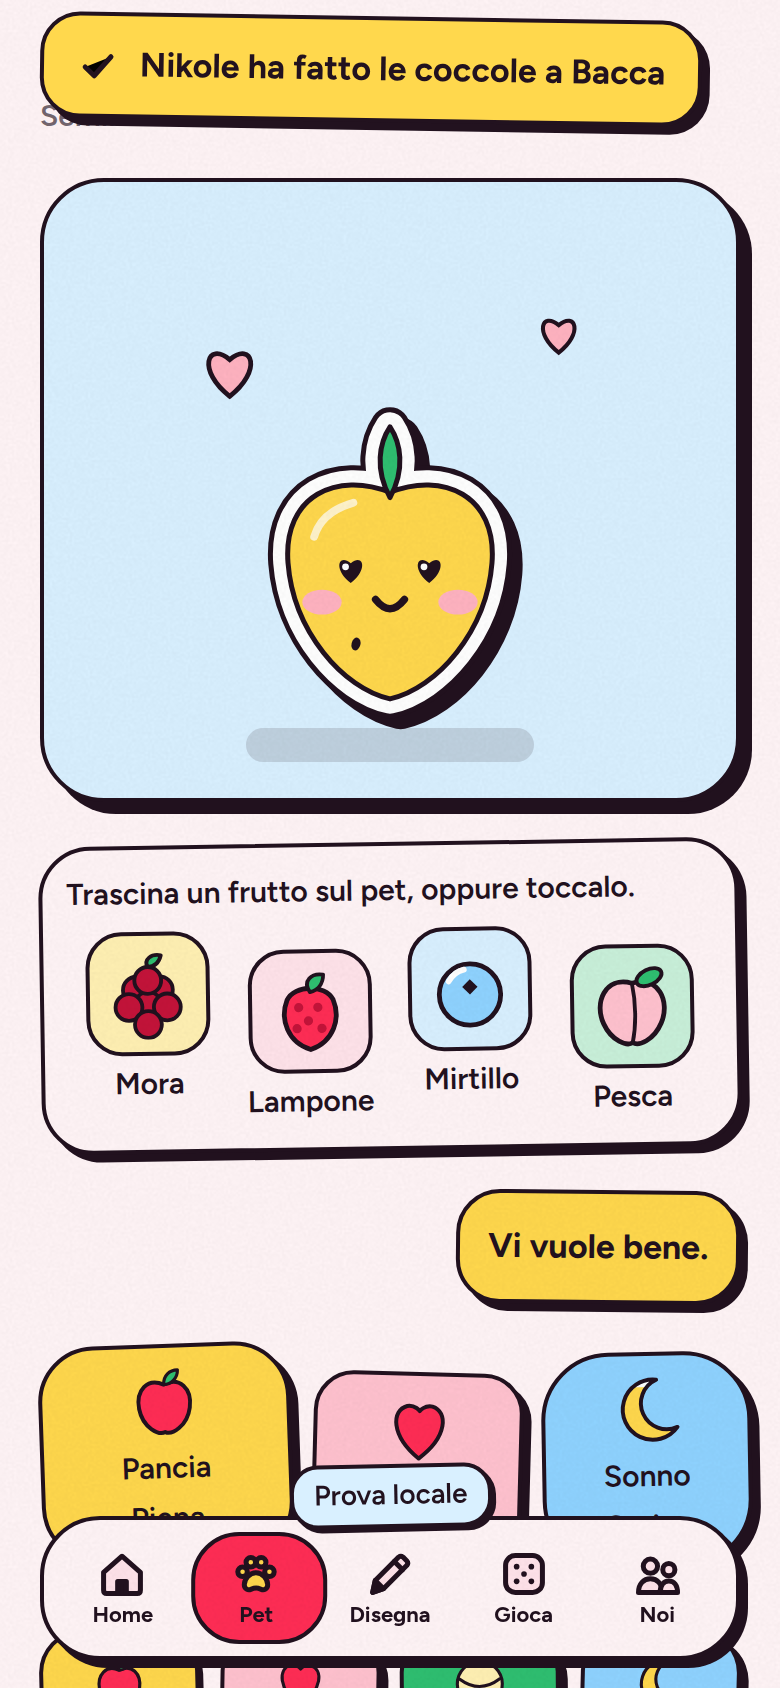 Nikole ha fatto le coccole a Bacca
Trascina un frutto sul pet, oppure toccalo.
Mora
Lampone
Mirtillo
Pesca
Vi vuole bene.
Pancia
Sonno
Prova locale
Home
Pet
Disegna
Gioca
Noi